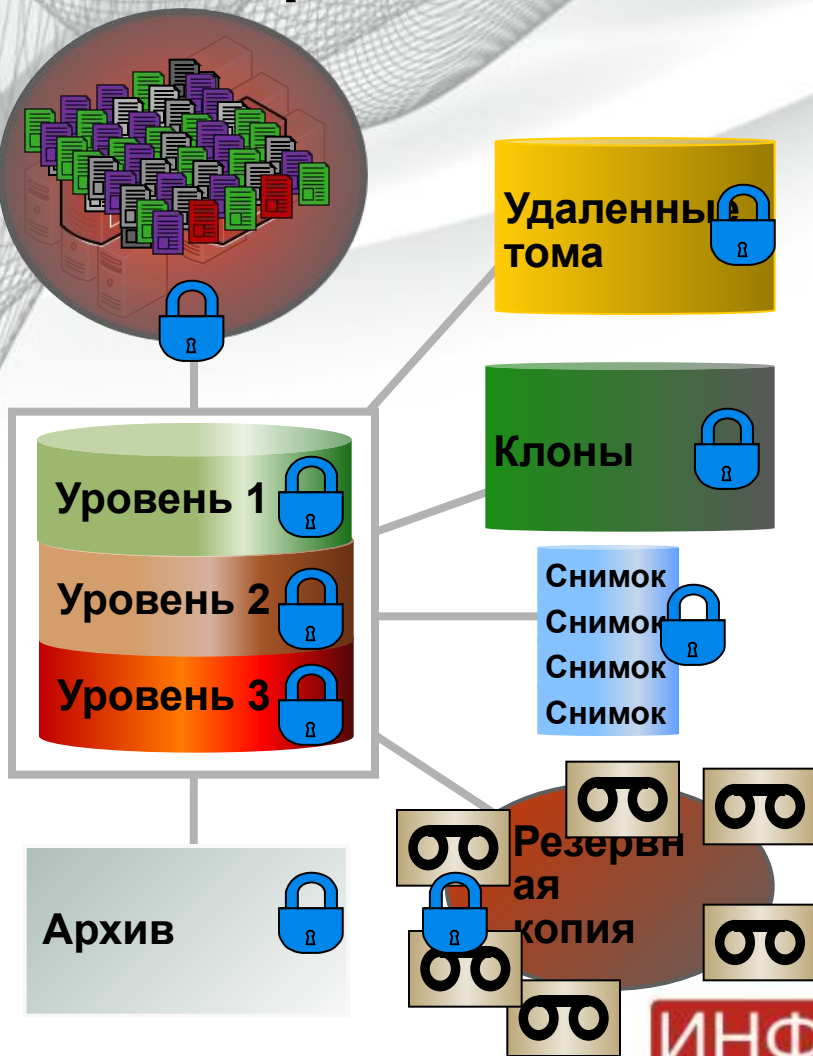 Удаленные
тома
Клоны
Уровень 1
Уровень 2
Уровень 3
Снимок
Снимок
Снимок
Снимок
Архив
Резервн
ая
копия
ИНФ